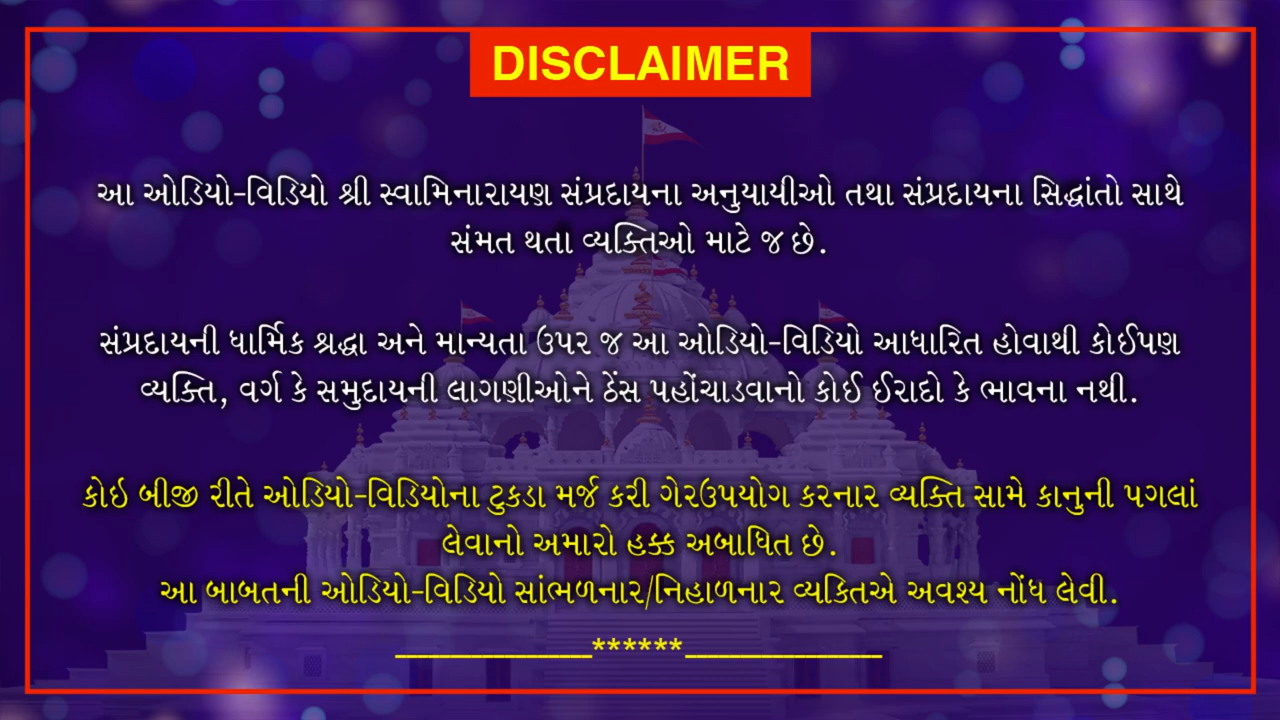 DISCLAIMER
આ ઓડિયો-વિડિયો શ્રી સ્વામિનારાયણ સંપ્રદાયના અનુયાયીઓ તથા સંપ્રદાયના સિદ્ધાંતો સાથે
સંમત થતા વ્યક્તિઓ માટે જ છે.
સંપ્રદાયની ધાર્મિક શ્રદ્ધા અને માન્યતા ઉપર જ આ ઓડિયો-વિડિયો આધારિત હોવાથી કોઈપણ
વ્યક્તિ, વર્ગ કે સમુદાયની લાગણીઓને ઠેંસ પહોંચાડવાનો કોઈ ઈરાદો કે ભાવના નથી.
કોઇ બીજી રીતે ઓડિયો-વિડિયોના ટુકડા મર્જ કરી ગેરઉપયોગ કરનાર વ્યક્તિ સામે કાનુની પગલાં
લેવાનો અમારો હક્ક અબાધિત છે.
આ બાબતની ઓડિયો-વિડિયો સાંભળનાર/નિહાળનાર વ્યકિતએ અવશ્ય નોંધ લેવી.
______________******______________